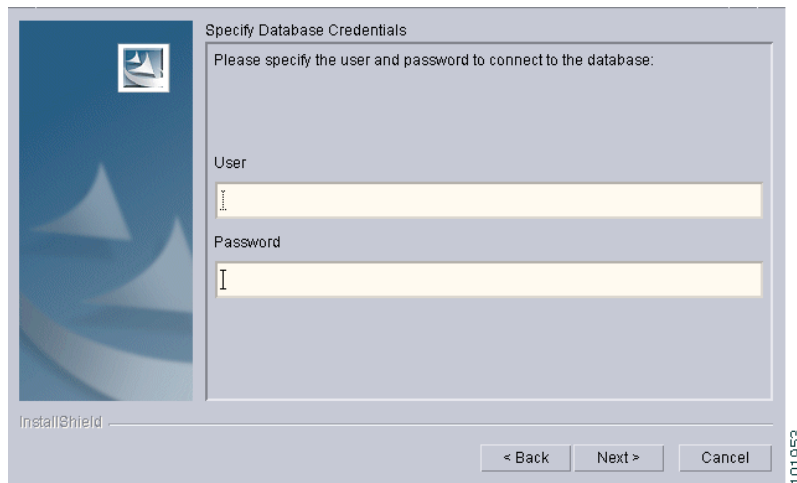 Specify Database Credentials
Please specify the user and password to connect to the database:
User
Password
InstallShield
< Back
Next >
Cancel
101953